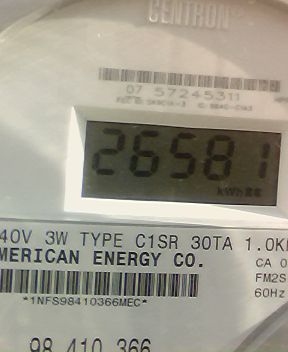 CENTRON
07 57245311
26581
kWh
40V 3W TYPE C1SR 30TA 1.0K
MERICAN ENERGY CO.
CA 0
FM2S
60Hz
*1NFS98410366MEC*
98 410 366